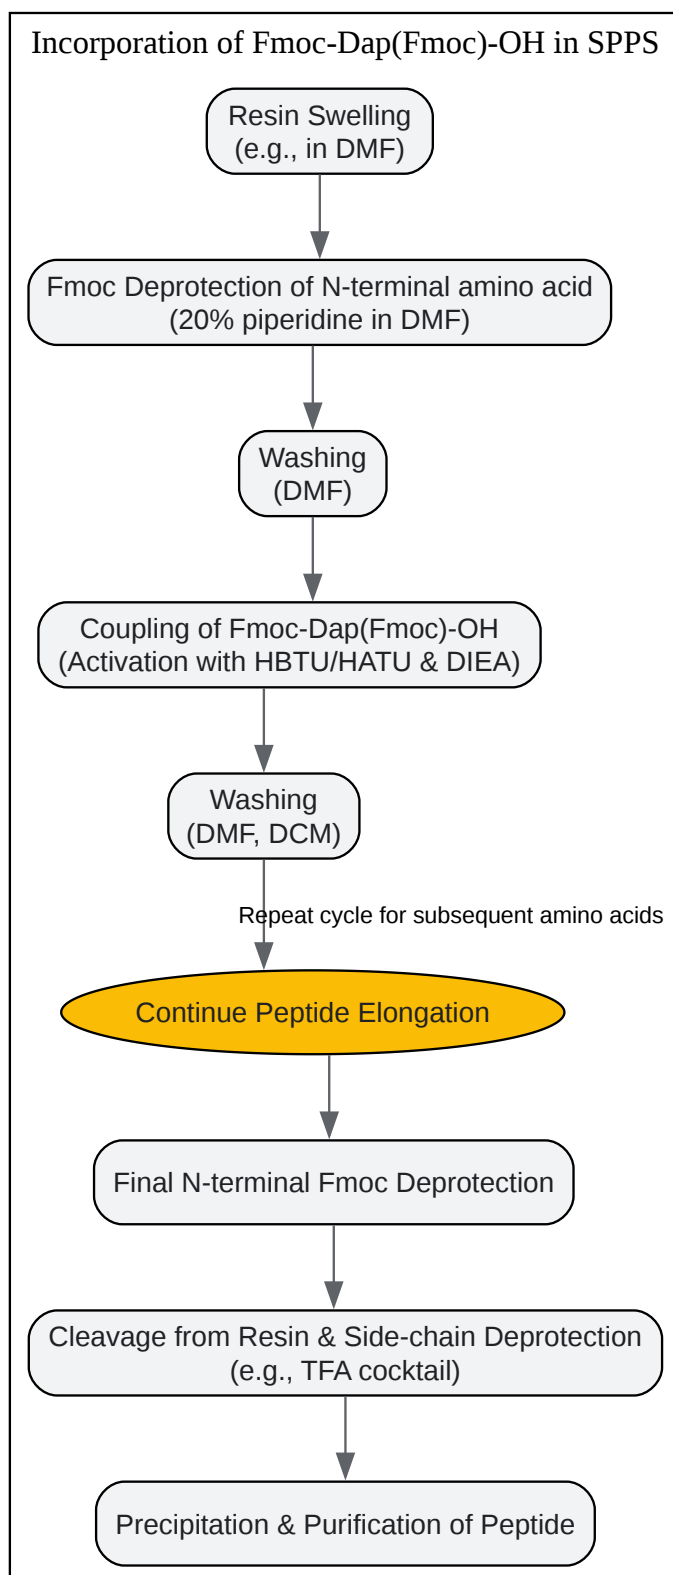 Incorporation of Fmoc-Dap(Fmoc)-OH in SPPS
Resin Swelling
(e.g., in DMF)
Fmoc Deprotection of N-terminal amino acid
(20% piperidine in DMF)
Washing
(DMF)
Coupling of Fmoc-Dap(Fmoc)-OH
(Activation with HBTU/HATU & DIEA)
Washing
(DMF, DCM)
Repeat cycle for subsequent amino acids
Continue Peptide Elongation
Final N-terminal Fmoc Deprotection
Cleavage from Resin & Side-chain Deprotection
(e.g., TFA cocktail)
Precipitation & Purification of Peptide